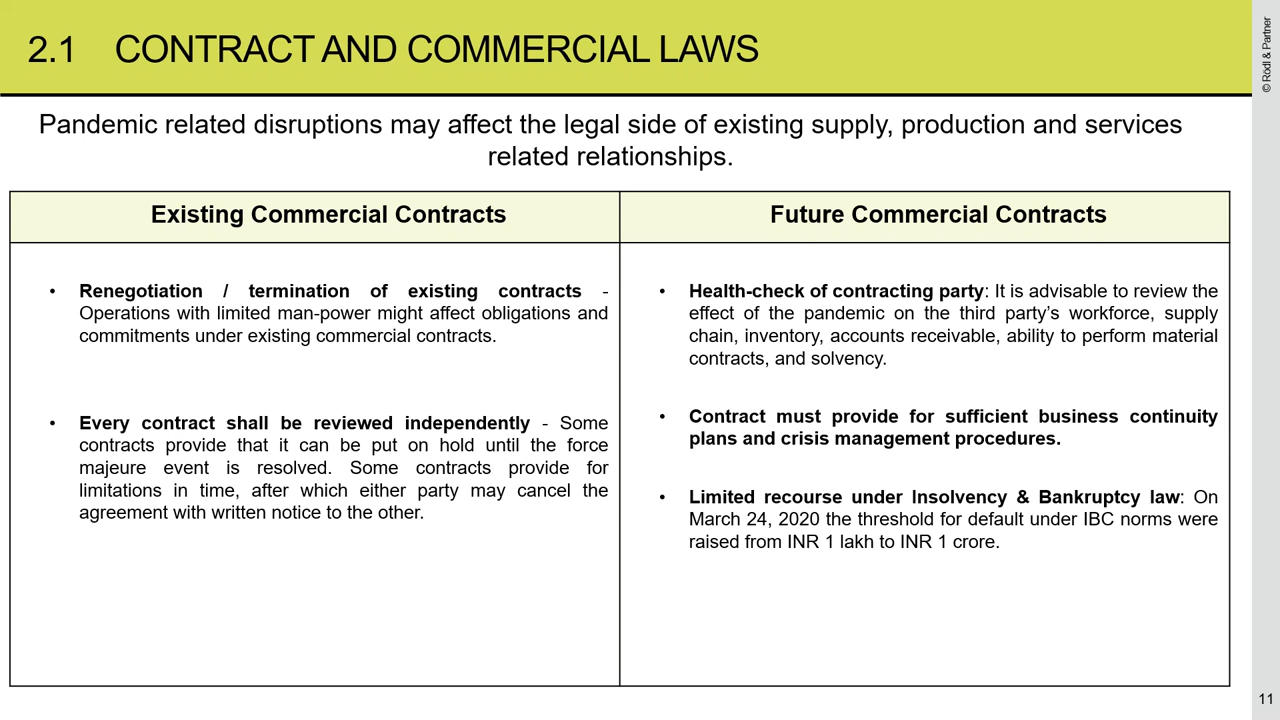 2.1 CONTRACT AND COMMERCIAL LAWS
© Rödl & Partner
Pandemic related disruptions may affect the legal side of existing supply, production and services
related relationships.
Existing Commercial Contracts
• Renegotiation / termination of existing contracts -
Operations with limited man-power might affect obligations and
commitments under existing commercial contracts.
• Every contract shall be reviewed independently - Some
contracts provide that it can be put on hold until the force
majeure event is resolved. Some contracts provide for
limitations in time, after which either party may cancel the
agreement with written notice to the other.
Future Commercial Contracts
• Health-check of contracting party: It is advisable to review the
effect of the pandemic on the third party's workforce, supply
chain, inventory, accounts receivable, ability to perform material
contracts, and solvency.
• Contract must provide for sufficient business continuity
plans and crisis management procedures.
• Limited recourse under Insolvency & Bankruptcy law: On
March 24, 2020 the threshold for default under IBC norms were
raised from INR 1 lakh to INR 1 crore.
11